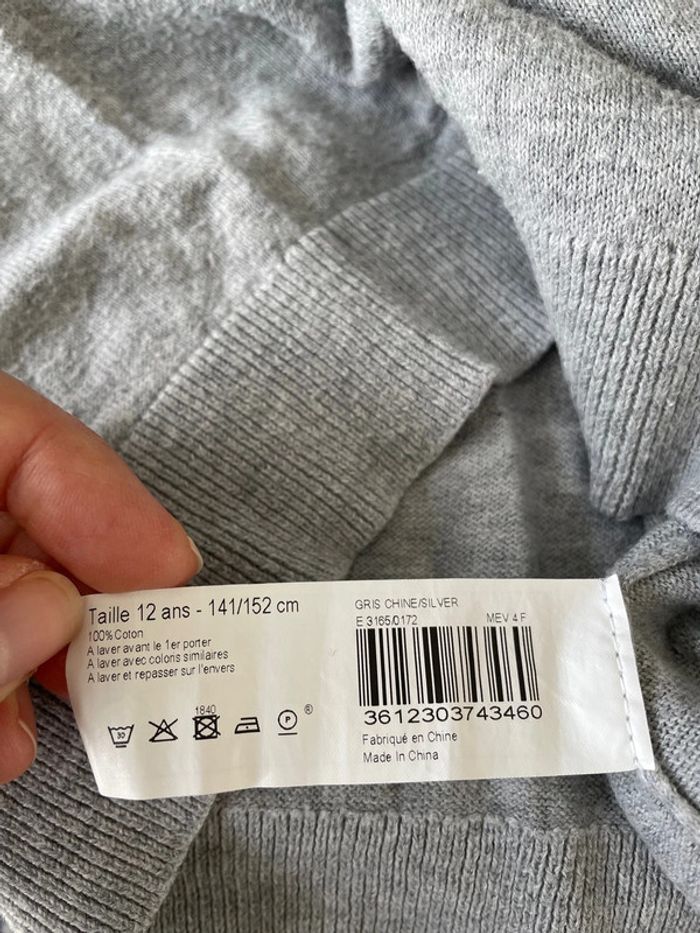 Taille 12 ans - 141/152 cm
100% Coton
A laver avant le 1er porter
A laver avec coloris similaires
A laver et repasser sur l'envers
1840
30
P
®
GRIS CHINE/SILVER
E 3165/0172 MEV 4 F
3612303743460
Fabriqué en Chine
Made In China